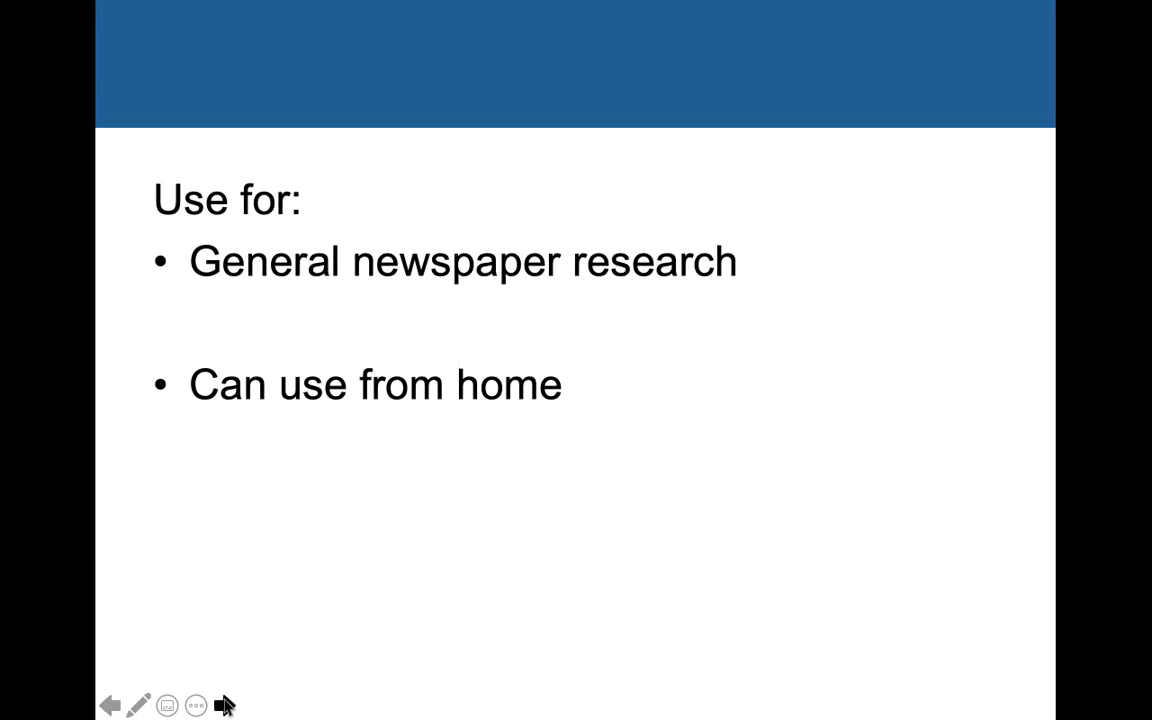 Use for:
• General newspaper research
• Can use from home